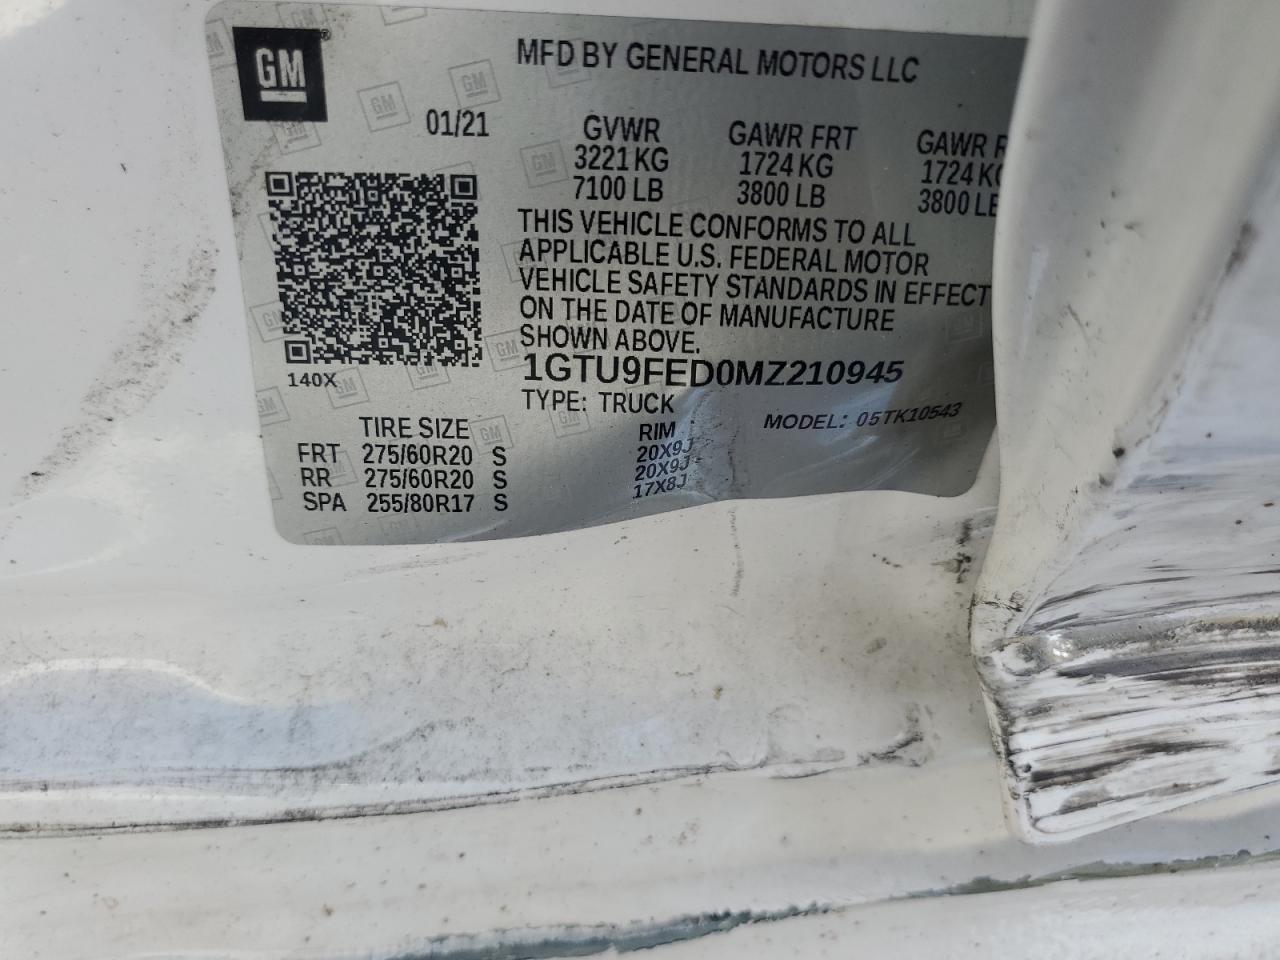 GM
MFD BY GENERAL MOTORS LLC
01/21
GVWR GAWR FRT GAWR
3221 KG 1724 KG 1724 KG
7100 LB 3800 LB 3800 LB
THIS VEHICLE CONFORMS TO ALL
APPLICABLE U.S. FEDERAL MOTOR
VEHICLE SAFETY STANDARDS IN EFFECT
ON THE DATE OF MANUFACTURE
SHOWN ABOVE.
1GTU9FED0MZ210945
140X
TYPE: TRUCK MODEL: 05TK10543
TIRE SIZE RIM
FRT 275/60R20 S 20X9J
RR 275/60R20 S 20X9J
SPA 255/80R17 S 17X8J